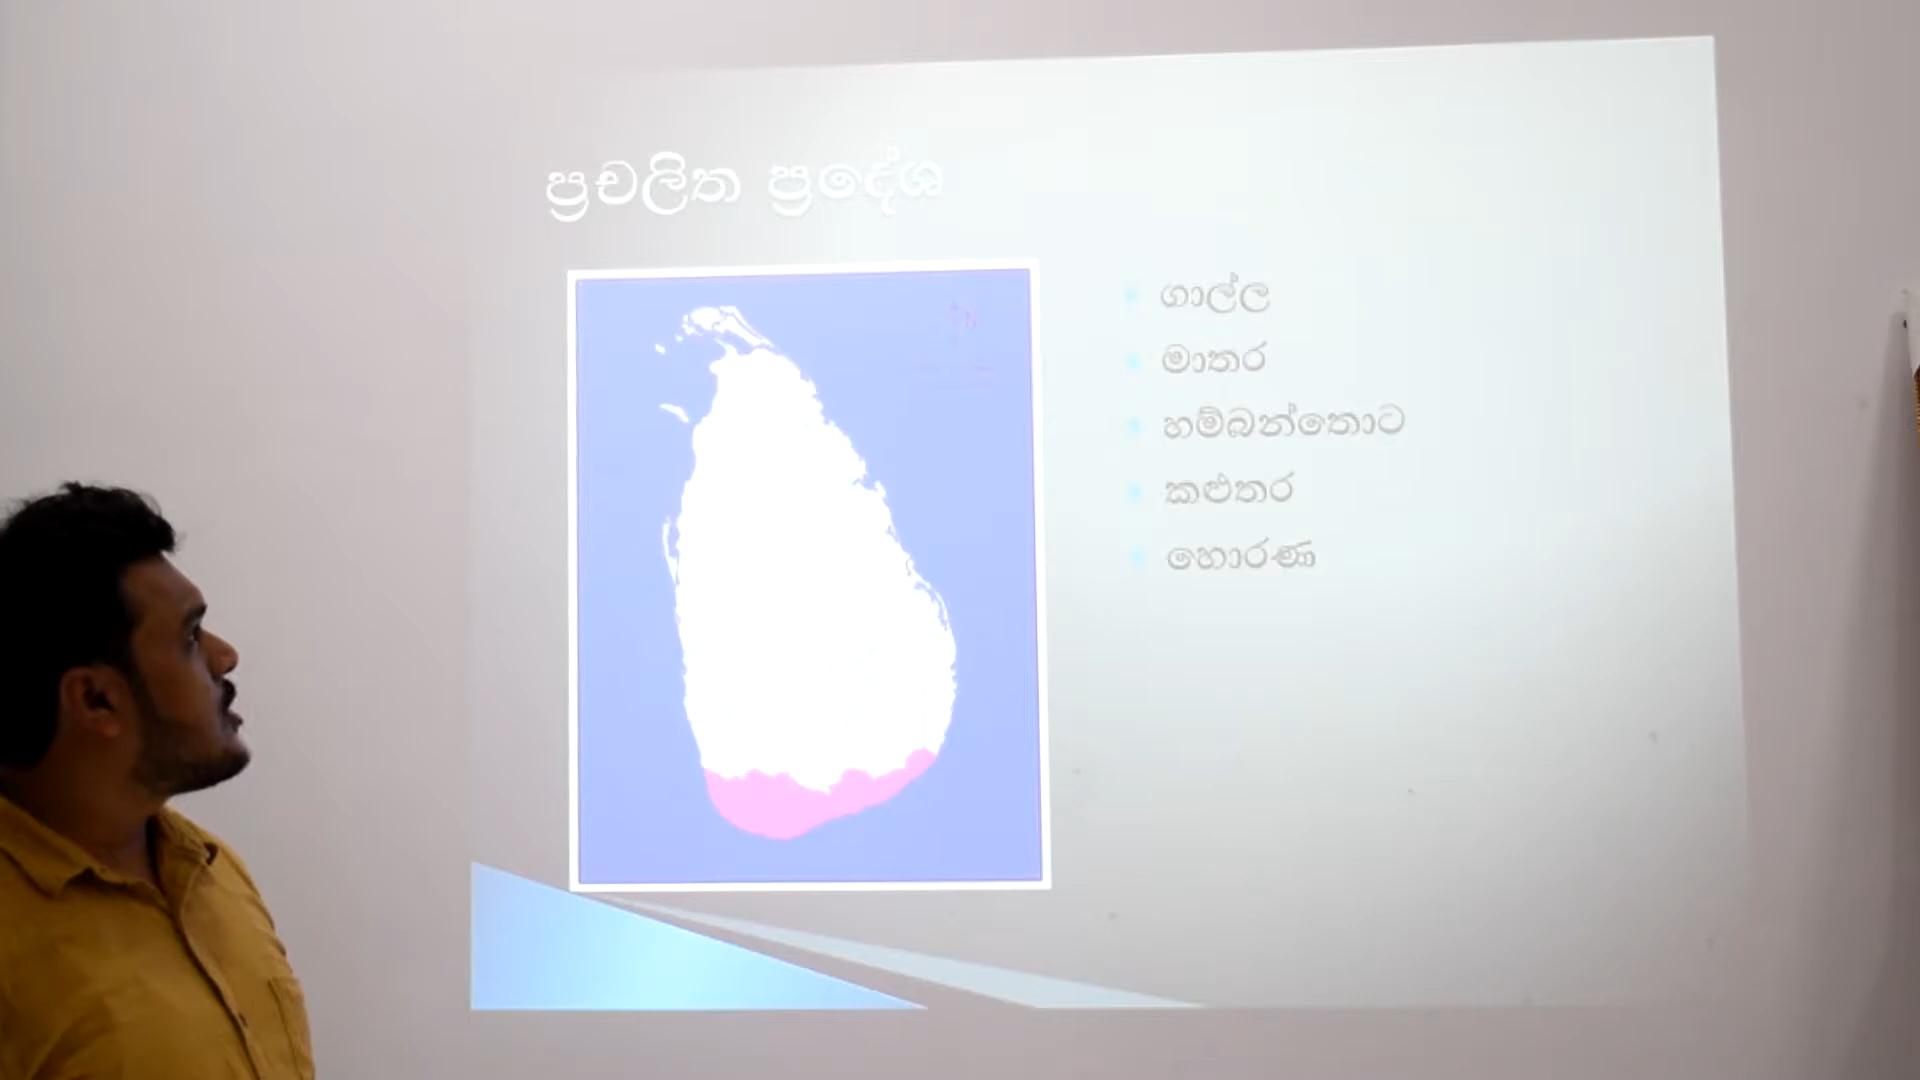 ප්‍රචලිත ප්‍රදේශ
ගාල්ල
මාතර
හම්බන්තොට
කළුතර
හොරණ